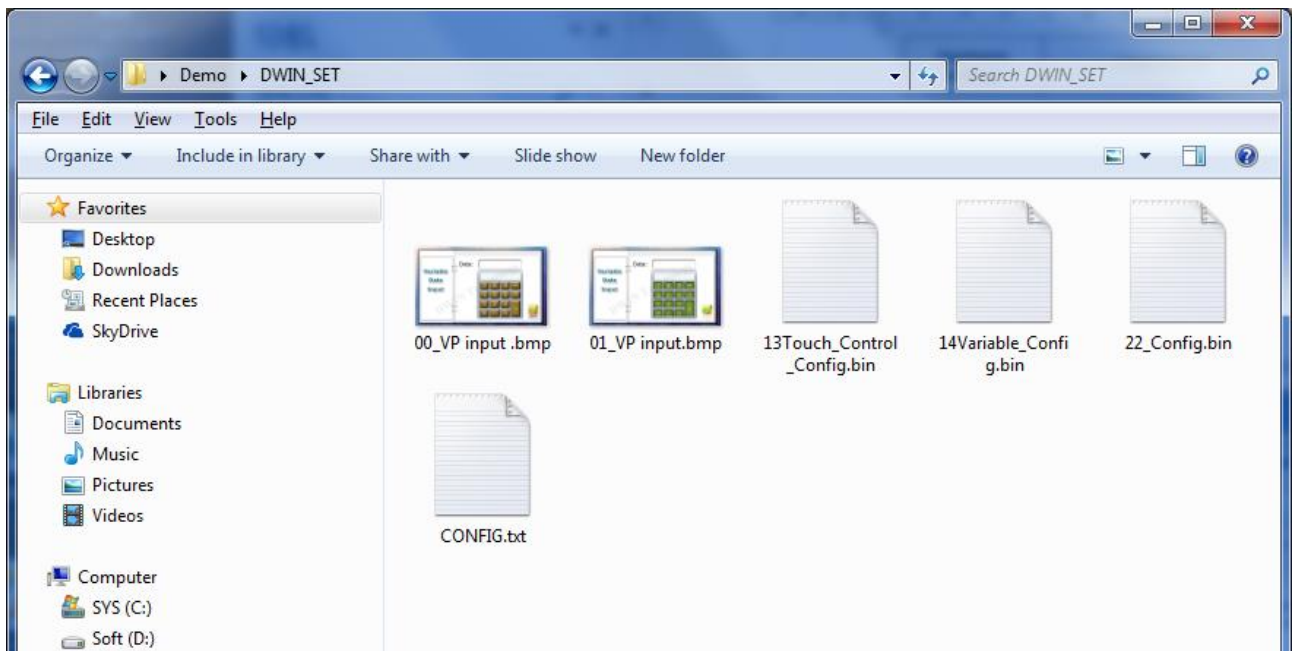 Demo ▸ DWIN_SET
Search DWIN_SET
File Edit View Tools Help
Organize Include in library Share with Slide show New folder
Favorites
Desktop
Downloads
Recent Places
SkyDrive
Libraries
Documents
Music
Pictures
Videos
Computer
SYS (C:)
Soft (D:)
00_VP input .bmp
01_VP input.bmp
13Touch_Control
_Config.bin
14Variable_Confi
g.bin
22_Config.bin
CONFIG.txt